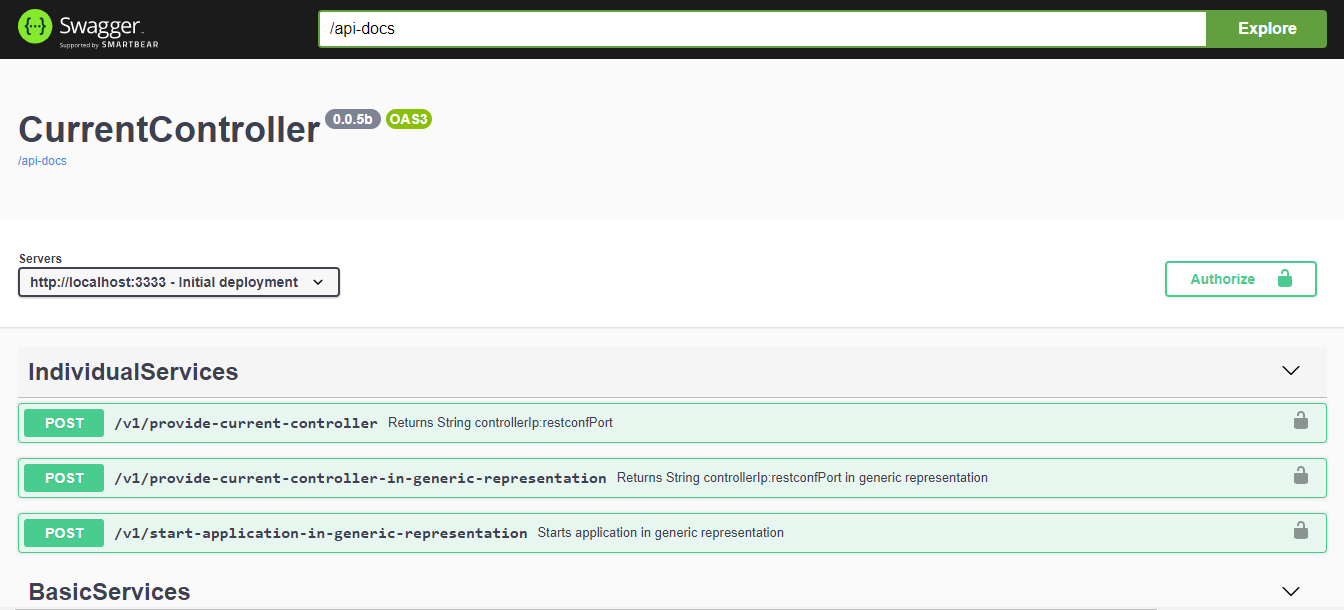 Swagger
Supported by SMARTBEAR
/api-docs
Explore
CurrentController 0.0.5b OAS3
/api-docs
Servers
http://localhost:3333 - Initial deployment
Authorize
IndividualServices
POST /v1/provide-current-controller Returns String controllerIp:restconfPort
POST /v1/provide-current-controller-in-generic-representation Returns String controllerIp:restconfPort in generic representation
POST /v1/start-application-in-generic-representation Starts application in generic representation
BasicServices